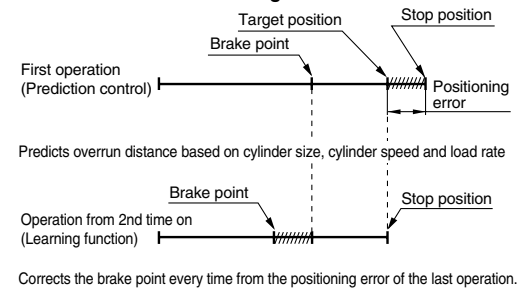 Target position
Stop position
Brake point
First operation
(Prediction control)
Positioning
error
Predicts overrun distance based on cylinder size, cylinder speed and load rate
Brake point
Stop position
Operation from 2nd time on
(Learning function)
Corrects the brake point every time from the positioning error of the last operation.